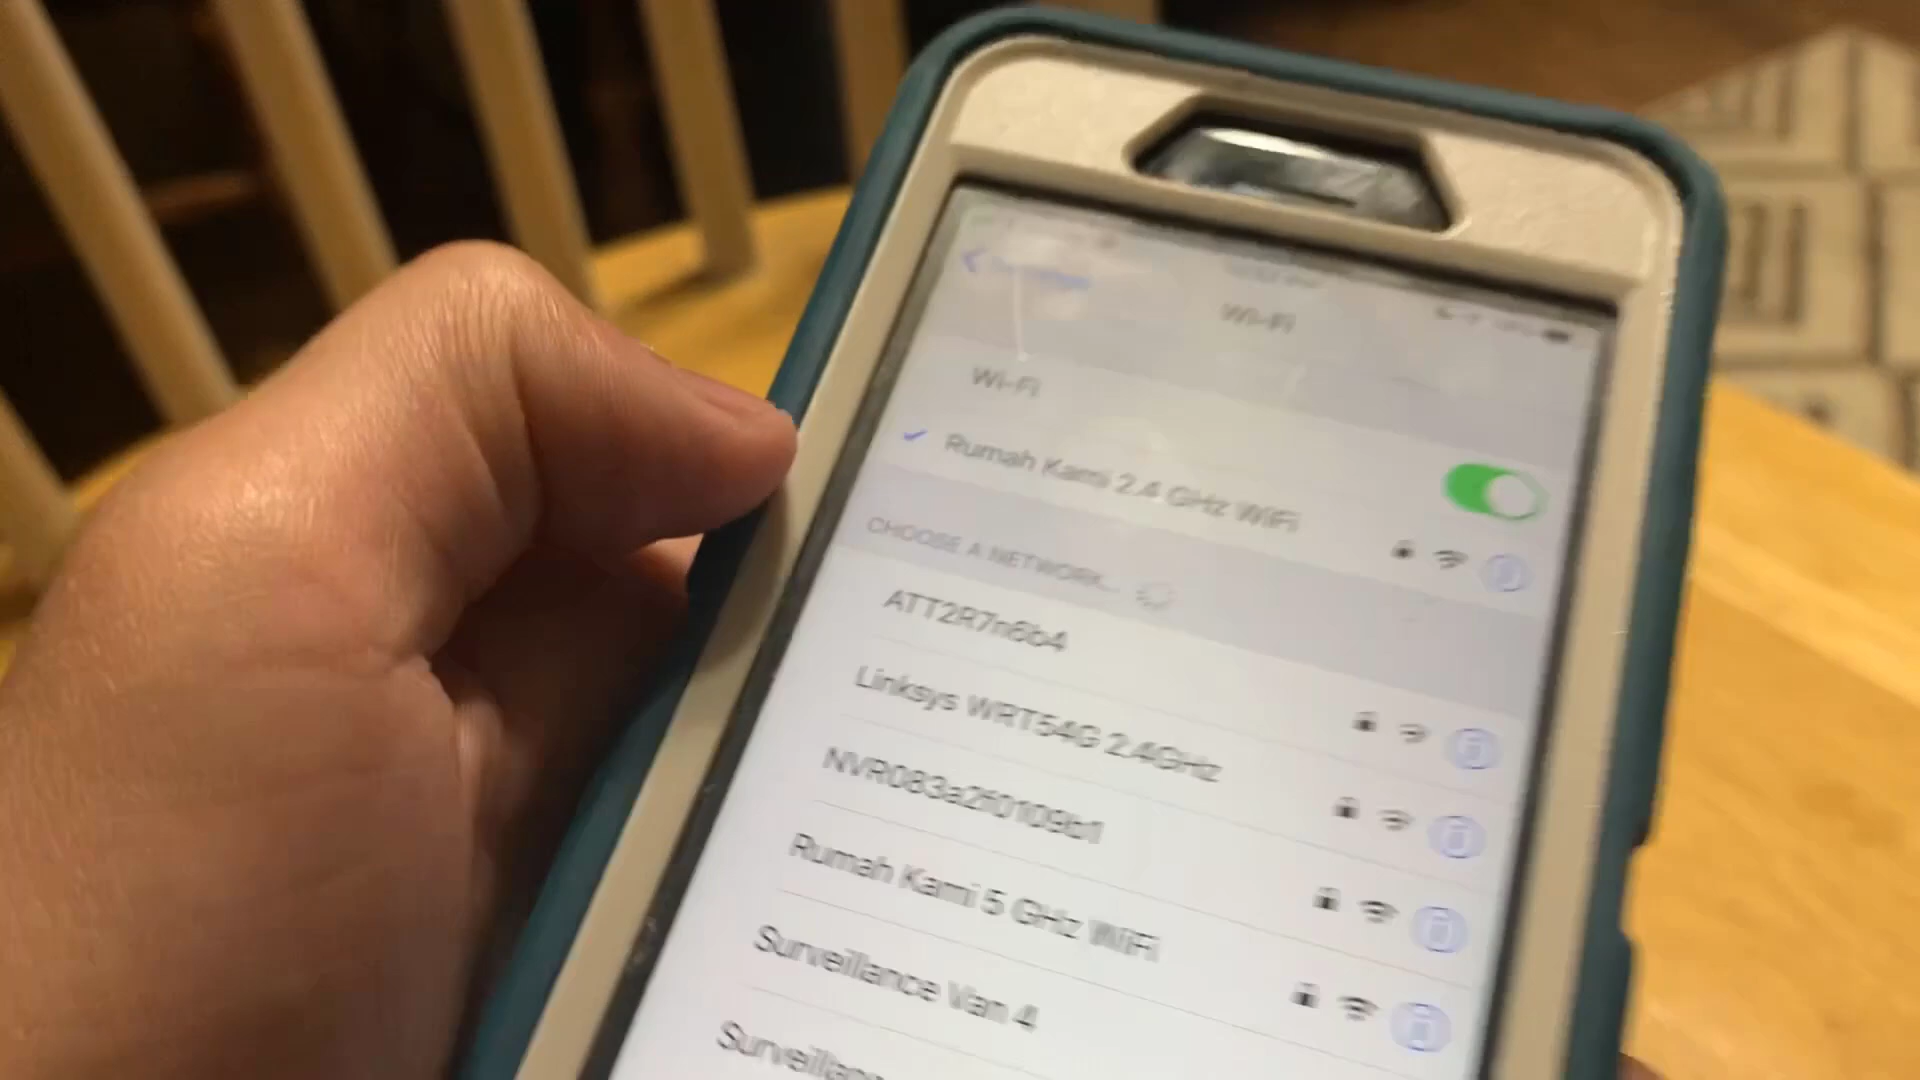 Wi-Fi
Wi-Fi
Rumah Kami 2.4 GHz WiFi
CHOOSE A NETWORK...
ATT2R7n6b4
Linksys WRT54G 2.4GHz
NVR083a2f0109b1
Rumah Kami 5 GHz WiFi
Surveillance Van 4